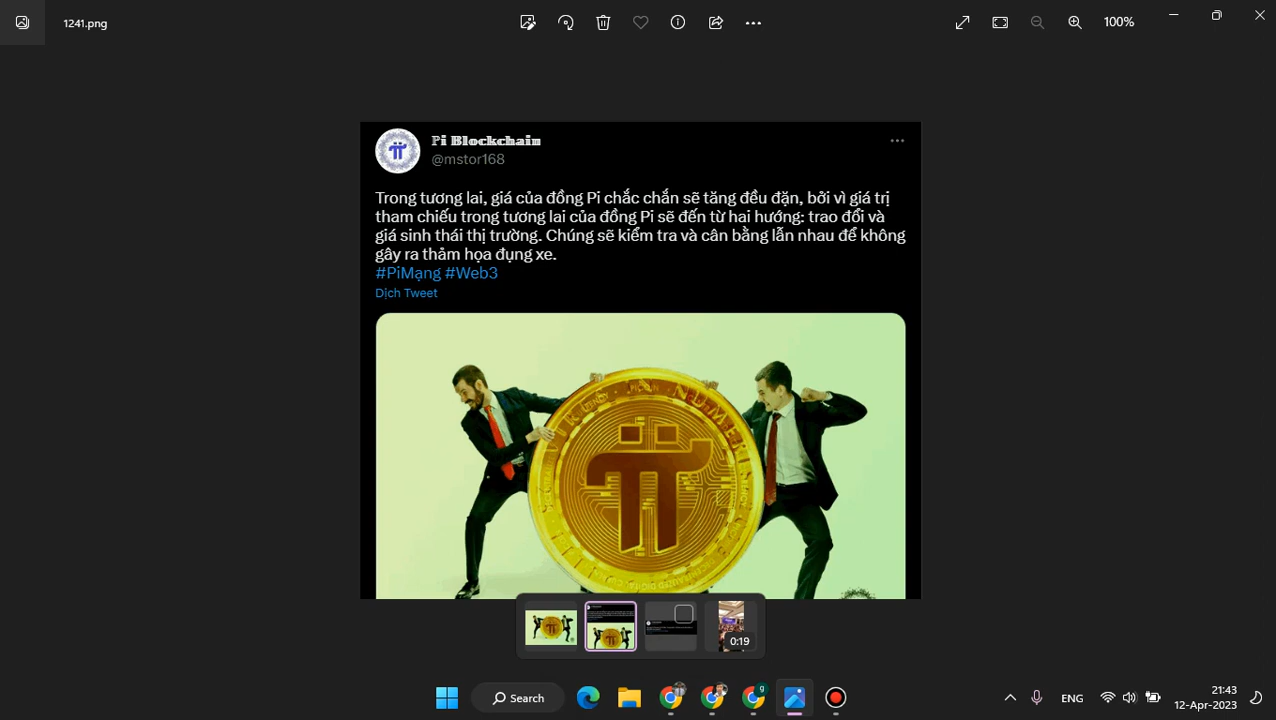 1241.png
100%
ℙi 𝔹lockchain
@mstor168
Trong tương lai, giá của đồng Pi chắc chắn sẽ tăng đều đặn, bởi vì giá trị
tham chiếu trong tương lai của đồng Pi sẽ đến từ hai hướng: trao đổi và
giá sinh thái thị trường. Chúng sẽ kiểm tra và cân bằng lẫn nhau để không
gây ra thảm họa đụng xe.
#PiMạng #Web3
Dịch Tweet
0:19
Search
9
ENG
21:43
12-Apr-2023